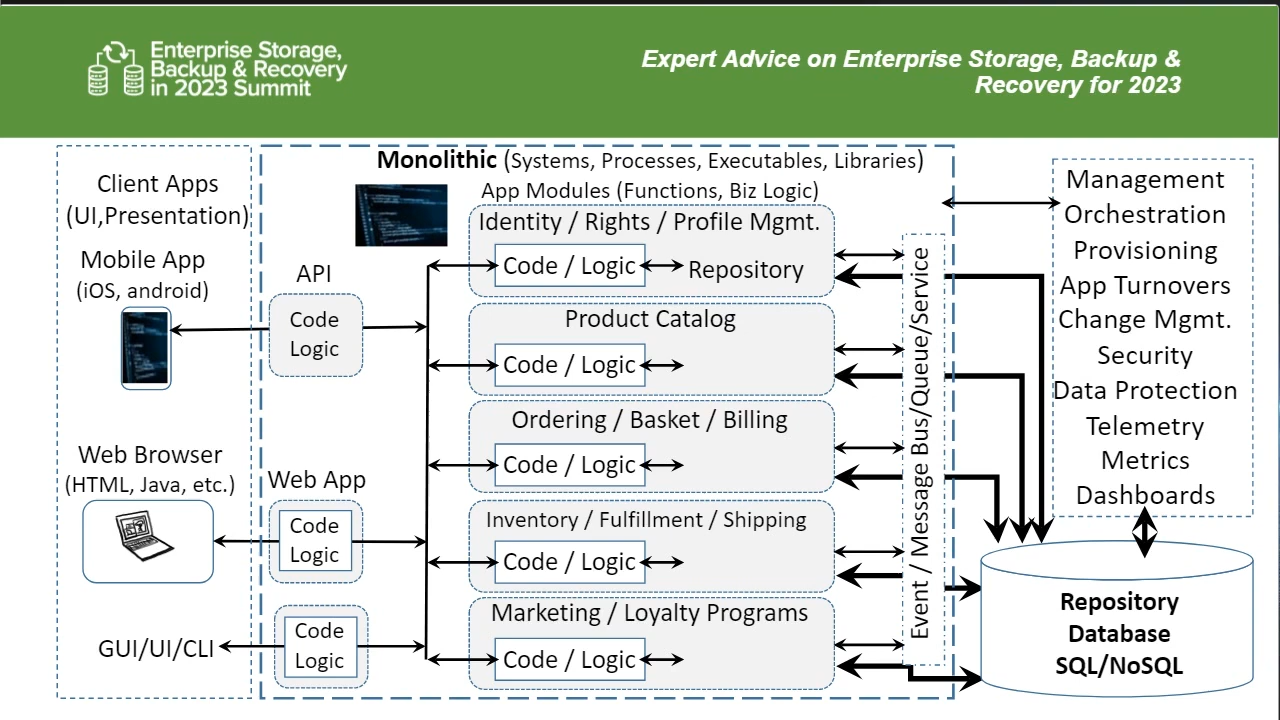 Enterprise Storage,
Backup & Recovery
in 2023 Summit
Expert Advice on Enterprise Storage, Backup &
Recovery for 2023
Client Apps
(UI,Presentation)
Mobile App
(iOS, android)
Web Browser
(HTML, Java, etc.)
GUI/UI/CLI
Monolithic (Systems, Processes, Executables, Libraries)
App Modules (Functions, Biz Logic)
API
Code
Logic
Web App
Code
Logic
Code
Logic
Identity / Rights / Profile Mgmt.
Code / Logic
Repository
Product Catalog
Code / Logic
Ordering / Basket / Billing
Code / Logic
Inventory / Fulfillment / Shipping
Code / Logic
Marketing / Loyalty Programs
Code / Logic
Event / Message Bus/Queue/Service
Management
Orchestration
Provisioning
App Turnovers
Change Mgmt.
Security
Data Protection
Telemetry
Metrics
Dashboards
Repository
Database
SQL/NoSQL